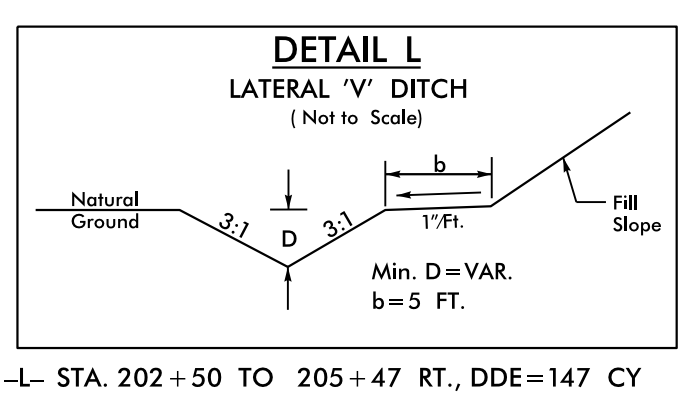 DETAIL L
LATERAL 'V' DITCH
( Not to Scale)
b
Natural
Ground
3:1
D
3:1
1"/Ft.
Fill
Slope
Min. D=VAR.
b=5 FT.
–L– STA. 202+50 TO 205+47 RT., DDE=147 CY